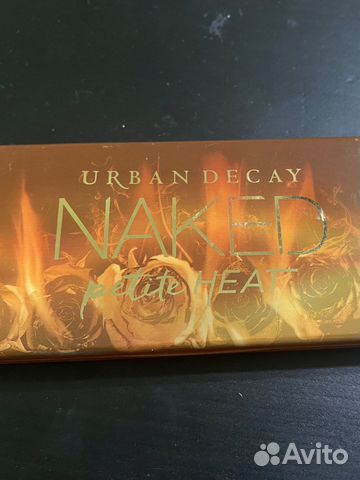 URBAN DECAY
NAKED
petite HEAT
Avito